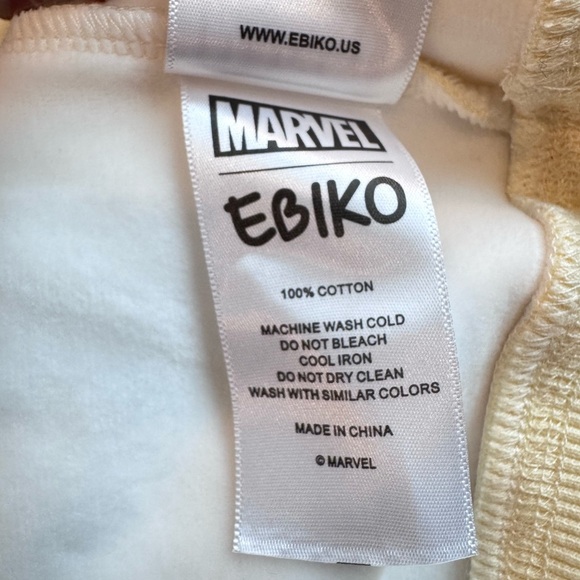 WWW.EBIKO.US
MARVEL
EBIKO
100% COTTON
MACHINE WASH COLD
DO NOT BLEACH
COOL IRON
DO NOT DRY CLEAN
WASH WITH SIMILAR COLORS
MADE IN CHINA
© MARVEL